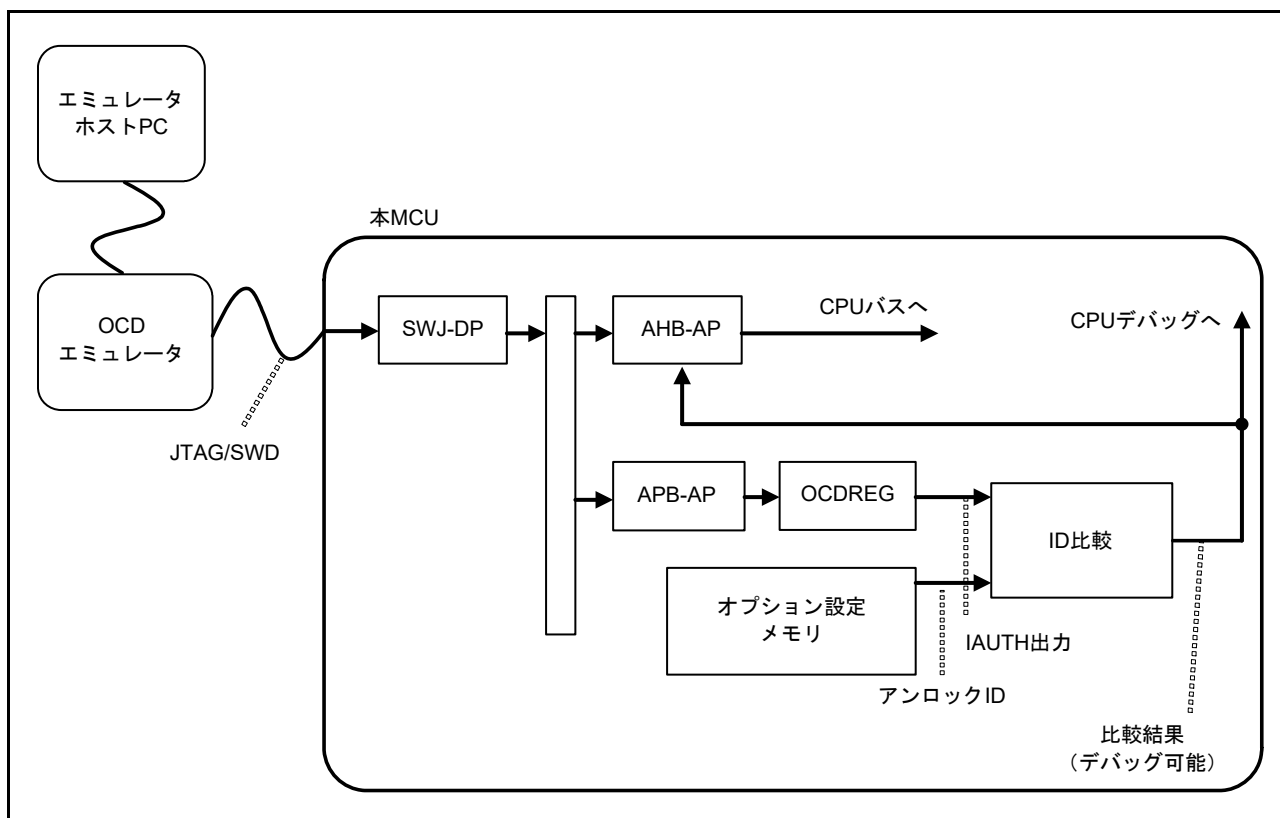 エミュレータ
ホストPC
本MCU
OCD
エミュレータ
SWJ-DP
AHB-AP
CPUバスへ
CPUデバッグへ
JTAG/SWD
APB-AP
OCDREG
ID比較
オプション設定
メモリ
IAUTH出力
アンロックID
比較結果
（デバッグ可能）